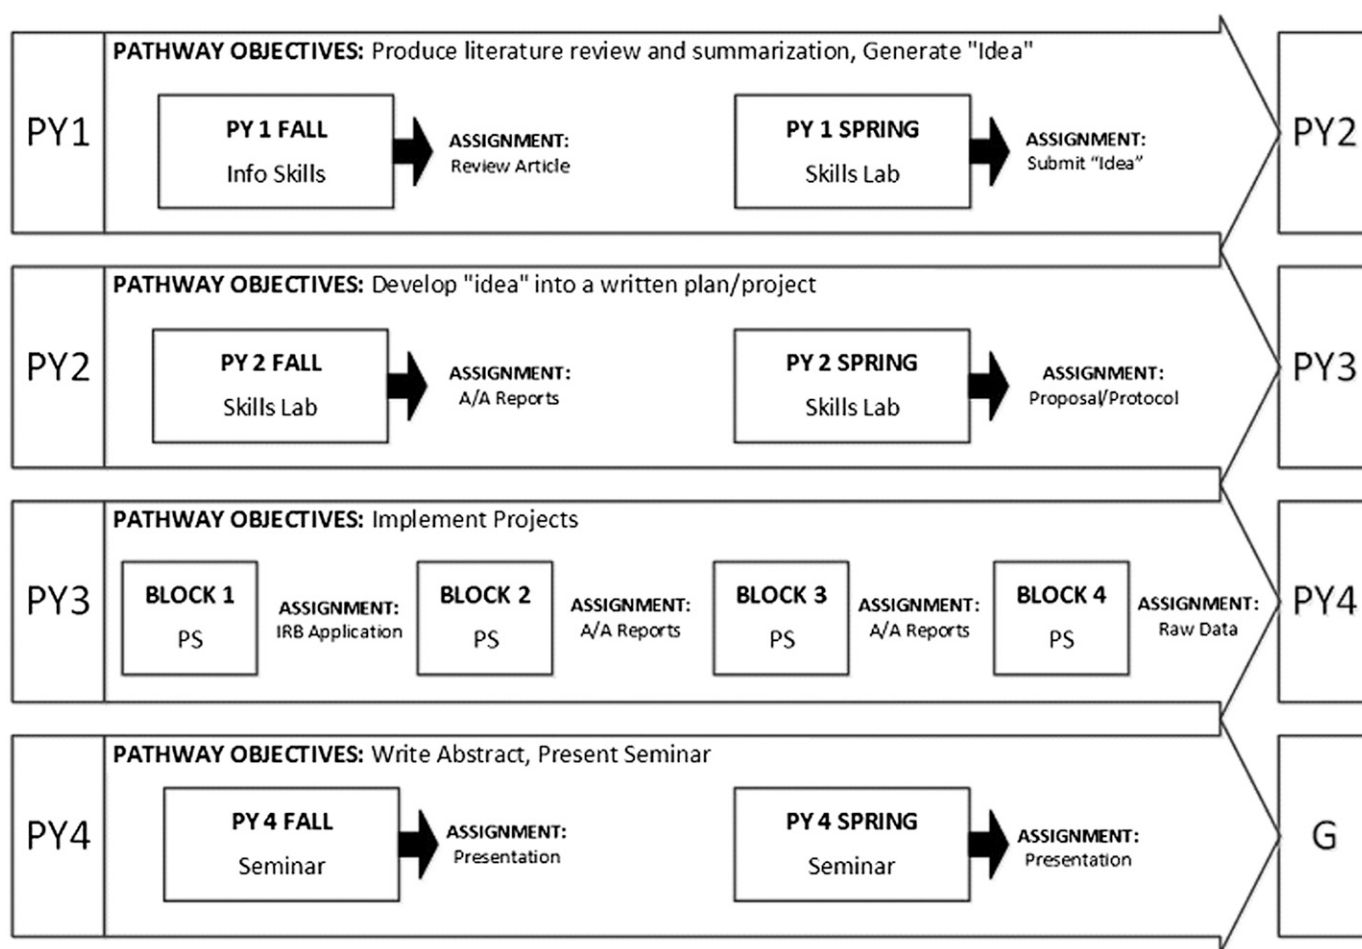 PATHWAY OBJECTIVES: Produce literature review and summarization, Generate "Idea"
PY1
PY 1 FALL
Info Skills
ASSIGNMENT:
Review Article
PY 1 SPRING
Skills Lab
ASSIGNMENT:
Submit “Idea”
PY2
PATHWAY OBJECTIVES: Develop "idea" into a written plan/project
PY2
PY 2 FALL
Skills Lab
ASSIGNMENT:
A/A Reports
PY 2 SPRING
Skills Lab
ASSIGNMENT:
Proposal/Protocol
PY3
PATHWAY OBJECTIVES: Implement Projects
PY3
BLOCK 1
PS
ASSIGNMENT:
IRB Application
BLOCK 2
PS
ASSIGNMENT:
A/A Reports
BLOCK 3
PS
ASSIGNMENT:
A/A Reports
BLOCK 4
PS
ASSIGNMENT:
Raw Data
PY4
PATHWAY OBJECTIVES: Write Abstract, Present Seminar
PY4
PY 4 FALL
Seminar
ASSIGNMENT:
Presentation
PY 4 SPRING
Seminar
ASSIGNMENT:
Presentation
G